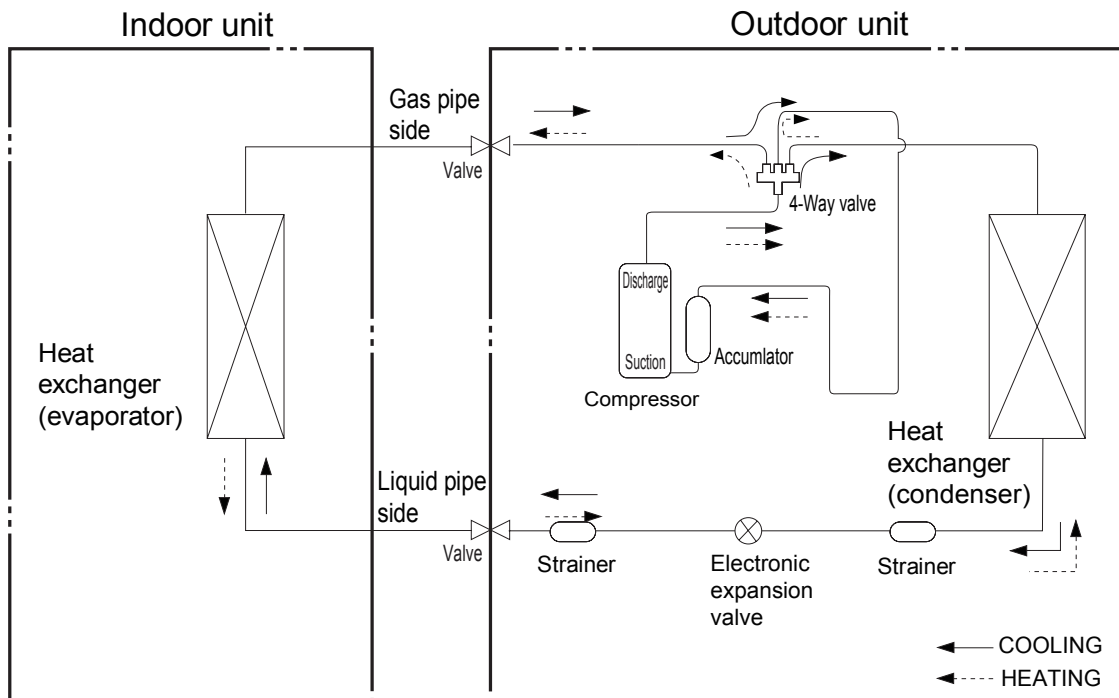 Indoor unit
Outdoor unit
Gas pipe
side
Valve
4-Way valve
Discharge
Suction
Accumlator
Compressor
Heat
exchanger
(evaporator)
Heat
exchanger
(condenser)
Liquid pipe
side
Valve
Strainer
Electronic
expansion
valve
Strainer
COOLING
HEATING